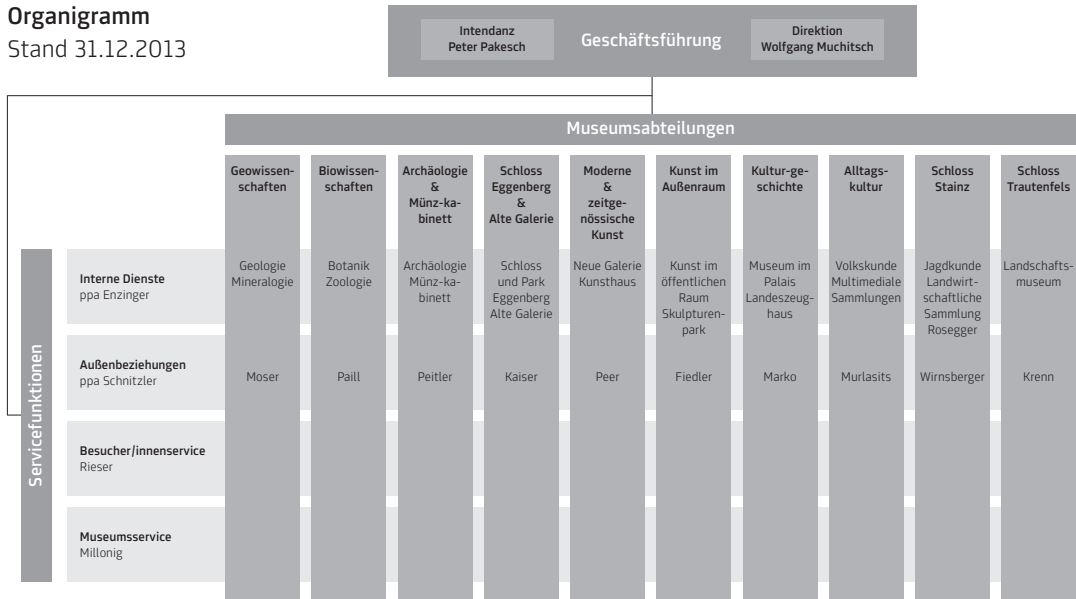 Organigramm
Stand 31.12.2013
Intendanz
Peter Pakesch
Geschäftsführung
Direktion
Wolfgang Muchitsch
Museumsabteilungen
Geowissen-
schaften
Biowissen-
schaften
Archäologie
&
Münz-ka-
binett
Schloss
Eggenberg
&
Alte Galerie
Moderne
&
zeitge-
nössische
Kunst
Kunst im
Außenraum
Kultur-ge-
schichte
Alltags-
kultur
Schloss
Stainz
Schloss
Trautenfels
Servicefunktionen
Interne Dienste
ppa Enzinger
Geologie
Mineralogie
Botanik
Zoologie
Archäologie
Münz-ka-
binett
Schloss
und Park
Eggenberg
Alte Galerie
Neue Galerie
Kunsthaus
Kunst im
öffentlichen
Raum
Skulpturen-
park
Museum im
Palais
Landeszeug-
haus
Volkskunde
Multimediale
Sammlungen
Jagdkunde
Landwirt-
schaftliche
Sammlung
Rosegger
Landschafts-
museum
Außenbeziehungen
ppa Schnitzler
Moser
Paill
Peitler
Kaiser
Peer
Fiedler
Marko
Murlasits
Wirnsberger
Krenn
Besucher/innenservice
Rieser
Museumsservice
Millonig